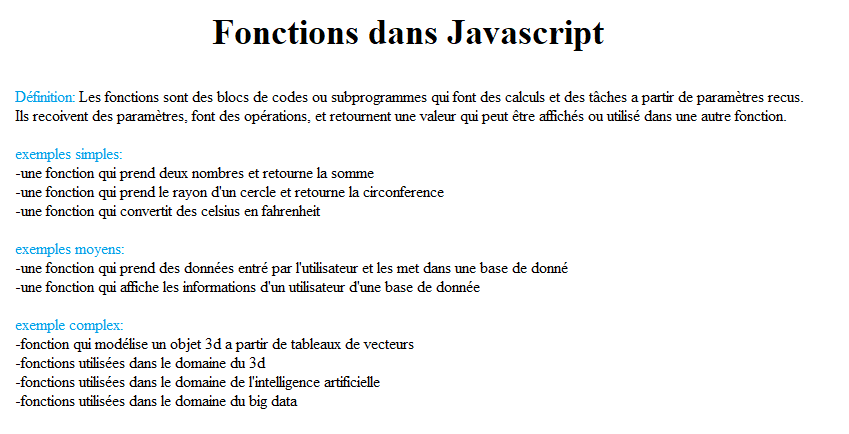 Fonctions dans Javascript
Définition: Les fonctions sont des blocs de codes ou subprogrammes qui font des calculs et des tâches a partir de paramètres recus.
Ils recoivent des paramètres, font des opérations, et retournent une valeur qui peut être affichés ou utilisé dans une autre fonction.
exemples simples:
-une fonction qui prend deux nombres et retourne la somme
-une fonction qui prend le rayon d'un cercle et retourne la circonference
-une fonction qui convertit des celsius en fahrenheit
exemples moyens:
-une fonction qui prend des données entré par l'utilisateur et les met dans une base de donné
-une fonction qui affiche les informations d'un utilisateur d'une base de donnée
exemple complex:
-fonction qui modélise un objet 3d a partir de tableaux de vecteurs
-fonctions utilisées dans le domaine du 3d
-fonctions utilisées dans le domaine de l'intelligence artificielle
-fonctions utilisées dans le domaine du big data